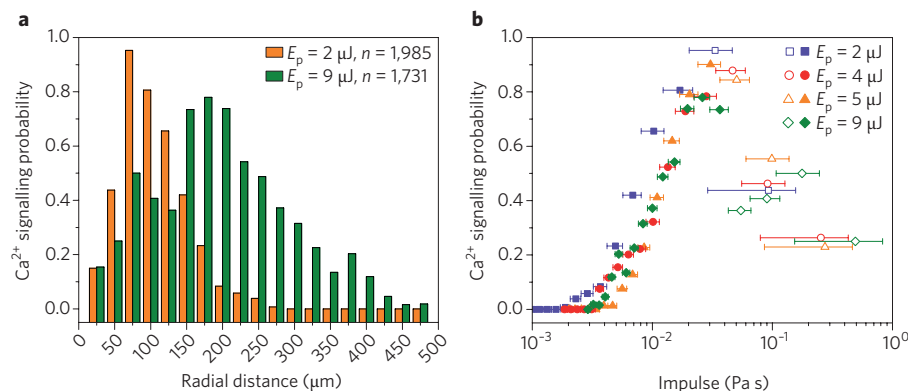 a
Ca²⁺ signalling probability
1.0
0.8
0.6
0.4
0.2
0.0
Eₚ = 2 µJ, n = 1,985
Eₚ = 9 µJ, n = 1,731
0 50 100 150 200 250 300 350 400 450 500
Radial distance (µm)
b
Ca²⁺ signalling probability
1.0
0.8
0.6
0.4
0.2
0.0
Eₚ = 2 µJ
Eₚ = 4 µJ
Eₚ = 5 µJ
Eₚ = 9 µJ
10⁻³ 10⁻² 10⁻¹ 10⁰
Impulse (Pa s)